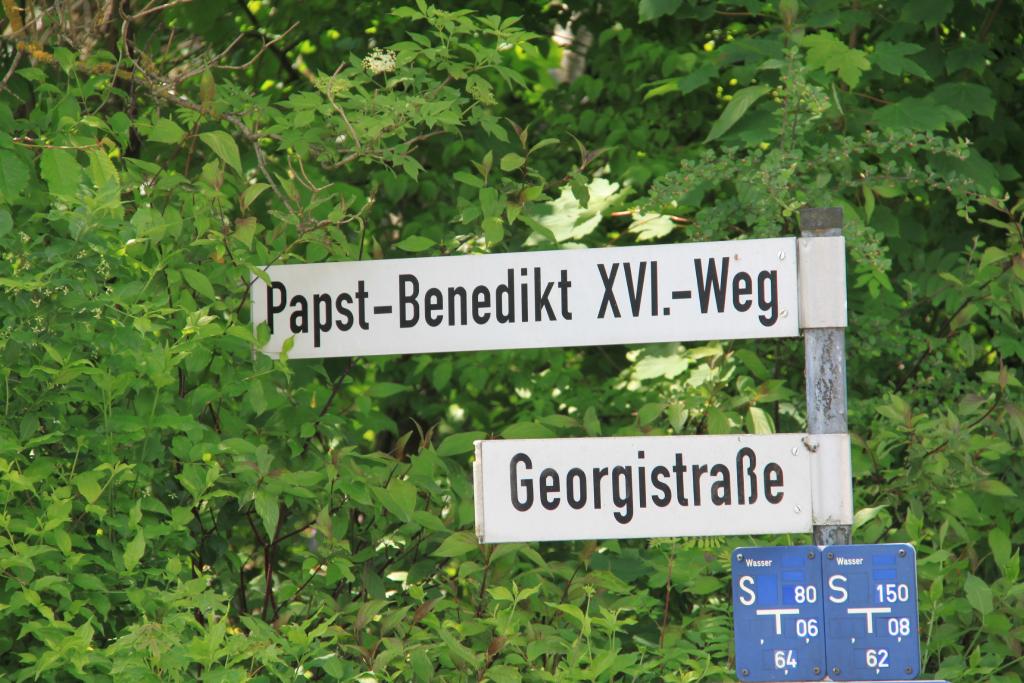 Papst-Benedikt XVI.-Weg
Georgistraße
Wasser
S 80
,06
,64
Wasser
S 150
,08
,62